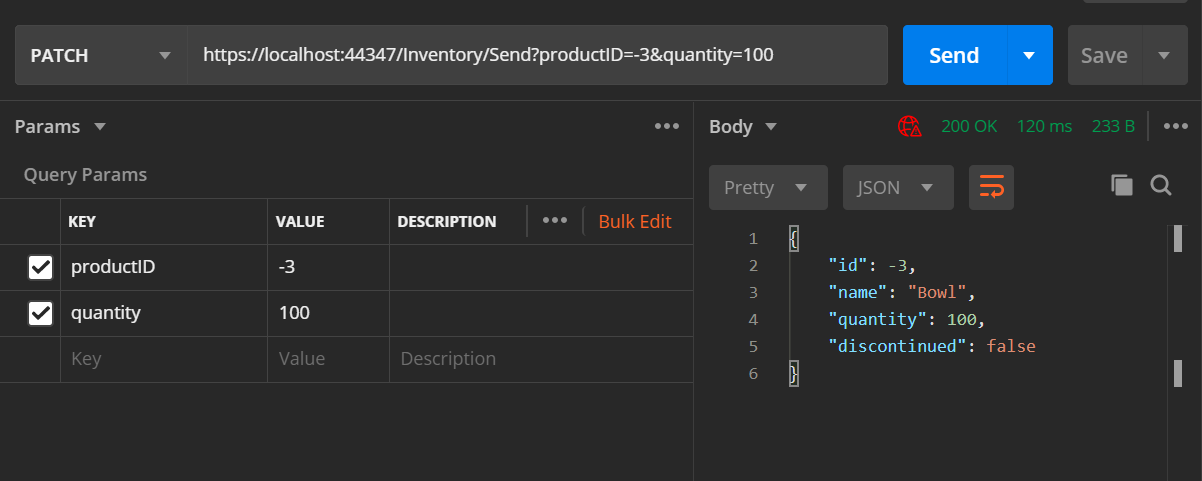 PATCH https://localhost:44347/Inventory/Send?productID=-3&quantity=100 Send Save
Params ••• Body 200 OK 120 ms 233 B •••
Query Params
Pretty JSON
KEY VALUE DESCRIPTION ••• Bulk Edit
productID -3
quantity 100
Key Value Description
1 {
2 "id": -3,
3 "name": "Bowl",
4 "quantity": 100,
5 "discontinued": false
6 }